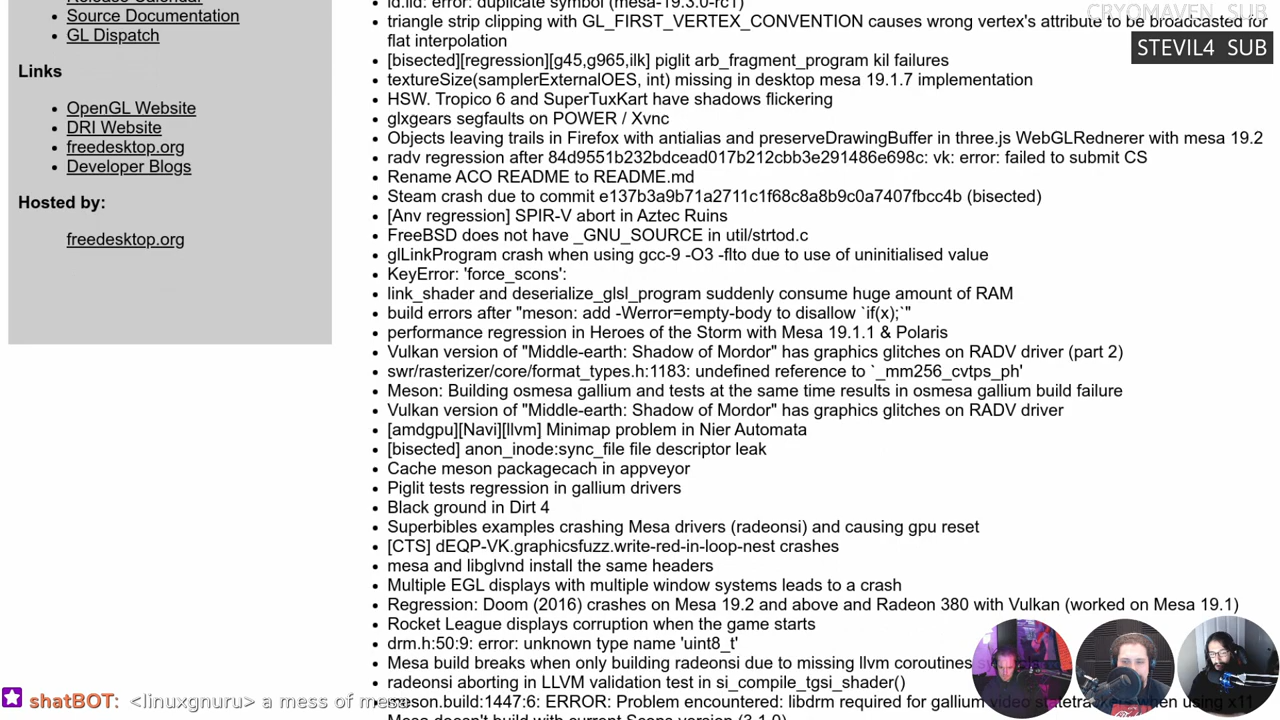 Release Calendar
Source Documentation
GL Dispatch
Links
OpenGL Website
DRI Website
freedesktop.org
Developer Blogs
Hosted by:
freedesktop.org
ld.lld: error: duplicate symbol (mesa-19.3.0-rc1)
triangle strip clipping with GL_FIRST_VERTEX_CONVENTION causes wrong vertex's attribute to be broadcasted for
flat interpolation
[bisected][regression][g45,g965,ilk] piglit arb_fragment_program kil failures
textureSize(samplerExternalOES, int) missing in desktop mesa 19.1.7 implementation
HSW. Tropico 6 and SuperTuxKart have shadows flickering
glxgears segfaults on POWER / Xvnc
Objects leaving trails in Firefox with antialias and preserveDrawingBuffer in three.js WebGLRednerer with mesa 19.2
radv regression after 84d9551b232bdcead017b212cbb3e291486e698c: vk: error: failed to submit CS
Rename ACO README to README.md
Steam crash due to commit e137b3a9b71a2711c1f68c8a8b9c0a7407fbcc4b (bisected)
[Anv regression] SPIR-V abort in Aztec Ruins
FreeBSD does not have _GNU_SOURCE in util/strtod.c
glLinkProgram crash when using gcc-9 -O3 -flto due to use of uninitialised value
KeyError: 'force_scons':
link_shader and deserialize_glsl_program suddenly consume huge amount of RAM
build errors after "meson: add -Werror=empty-body to disallow `if(x);`"
performance regression in Heroes of the Storm with Mesa 19.1.1 & Polaris
Vulkan version of "Middle-earth: Shadow of Mordor" has graphics glitches on RADV driver (part 2)
swr/rasterizer/core/format_types.h:1183: undefined reference to `_mm256_cvtps_ph'
Meson: Building osmesa gallium and tests at the same time results in osmesa gallium build failure
Vulkan version of "Middle-earth: Shadow of Mordor" has graphics glitches on RADV driver
[amdgpu][Navi][llvm] Minimap problem in Nier Automata
[bisected] anon_inode:sync_file file descriptor leak
Cache meson packagecach in appveyor
Piglit tests regression in gallium drivers
Black ground in Dirt 4
Superbibles examples crashing Mesa drivers (radeonsi) and causing gpu reset
[CTS] dEQP-VK.graphicsfuzz.write-red-in-loop-nest crashes
mesa and libglvnd install the same headers
Multiple EGL displays with multiple window systems leads to a crash
Regression: Doom (2016) crashes on Mesa 19.2 and above and Radeon 380 with Vulkan (worked on Mesa 19.1)
Rocket League displays corruption when the game starts
drm.h:50:9: error: unknown type name 'uint8_t'
Mesa build breaks when only building radeonsi due to missing llvm coroutines
radeonsi aborting in LLVM validation test in si_compile_tgsi_shader()
meson.build:1447:6: ERROR: Problem encountered: libdrm required for gallium video statetrackers when using x11
Mesa doesn't build with current Scons version (3.1.0)
CRYOMAVEN SUB
STEVIL4 SUB
shatBOT: <linuxgnuru> a mess of mesa